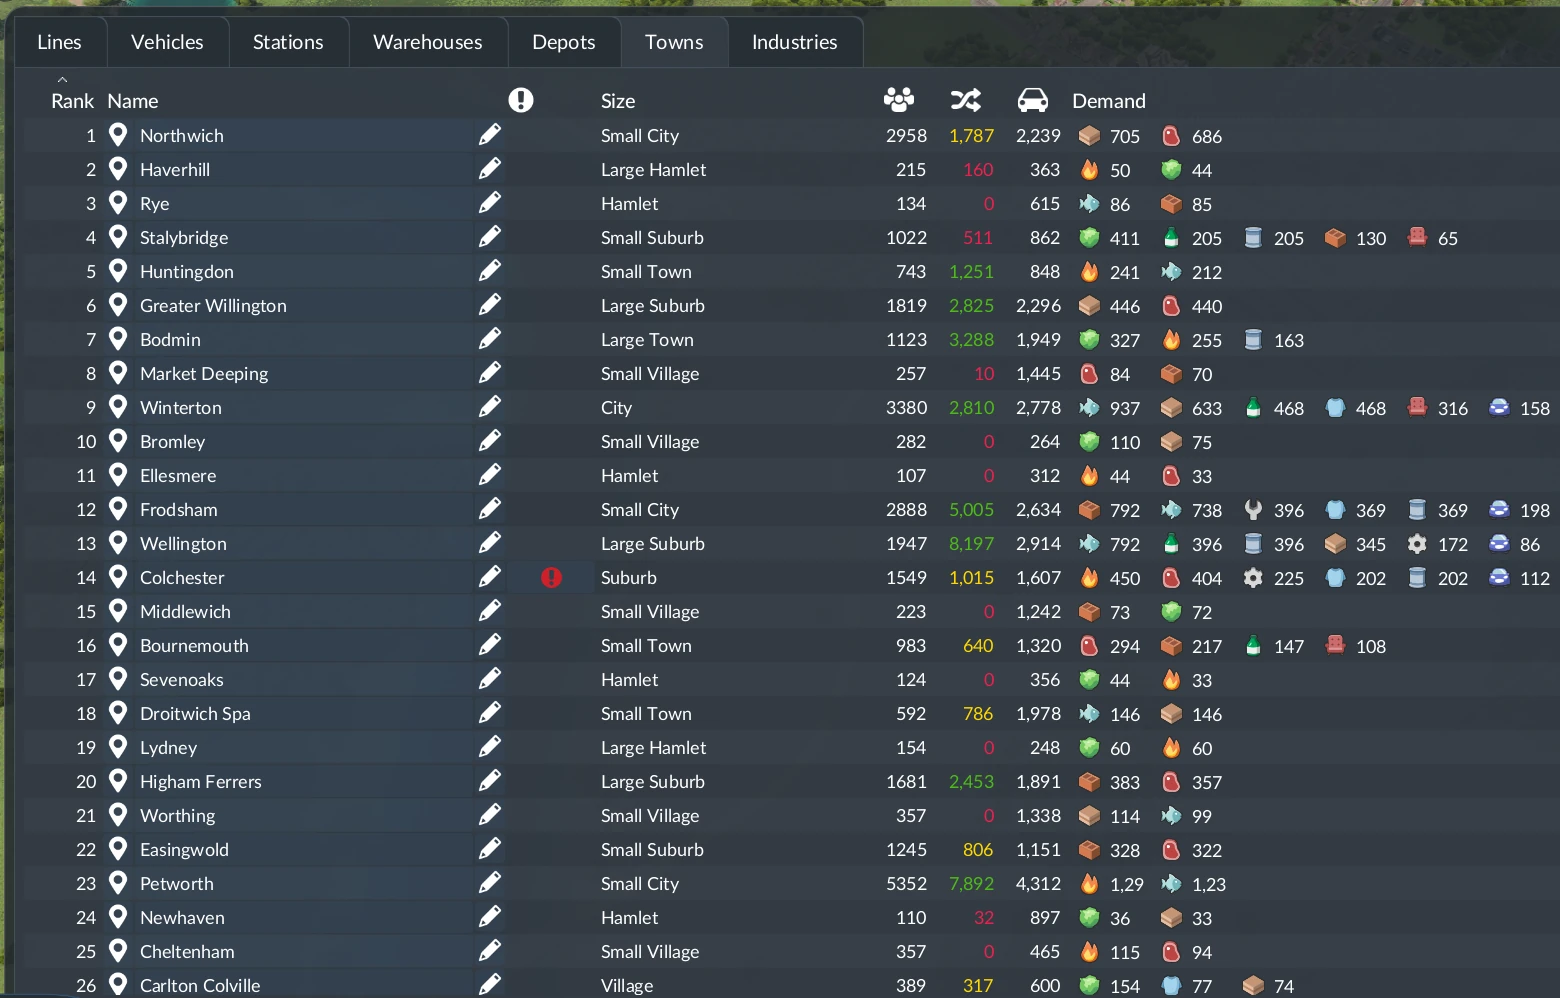 Lines Vehicles Stations Warehouses Depots Towns Industries
Rank Name Size Demand
1 Northwich Small City 2958 1,787 2,239 705 686
2 Haverhill Large Hamlet 215 160 363 50 44
3 Rye Hamlet 134 0 615 86 85
4 Stalybridge Small Suburb 1022 511 862 411 205 205 130 65
5 Huntingdon Small Town 743 1,251 848 241 212
6 Greater Willington Large Suburb 1819 2,825 2,296 446 440
7 Bodmin Large Town 1123 3,288 1,949 327 255 163
8 Market Deeping Small Village 257 10 1,445 84 70
9 Winterton City 3380 2,810 2,778 937 633 468 468 316 158
10 Bromley Small Village 282 0 264 110 75
11 Ellesmere Hamlet 107 0 312 44 33
12 Frodsham Small City 2888 5,005 2,634 792 738 396 369 369 198
13 Wellington Large Suburb 1947 8,197 2,914 792 396 396 345 172 86
14 Colchester Suburb 1549 1,015 1,607 450 404 225 202 202 112
15 Middlewich Small Village 223 0 1,242 73 72
16 Bournemouth Small Town 983 640 1,320 294 217 147 108
17 Sevenoaks Hamlet 124 0 356 44 33
18 Droitwich Spa Small Town 592 786 1,978 146 146
19 Lydney Large Hamlet 154 0 248 60 60
20 Higham Ferrers Large Suburb 1681 2,453 1,891 383 357
21 Worthing Small Village 357 0 1,338 114 99
22 Easingwold Small Suburb 1245 806 1,151 328 322
23 Petworth Small City 5352 7,892 4,312 1,29 1,23
24 Newhaven Hamlet 110 32 897 36 33
25 Cheltenham Small Village 357 0 465 115 94
26 Carlton Colville Village 389 317 600 154 77 74